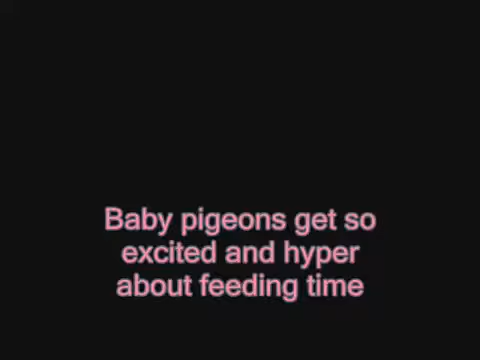 Baby pigeons get so
excited and hyper
about feeding time